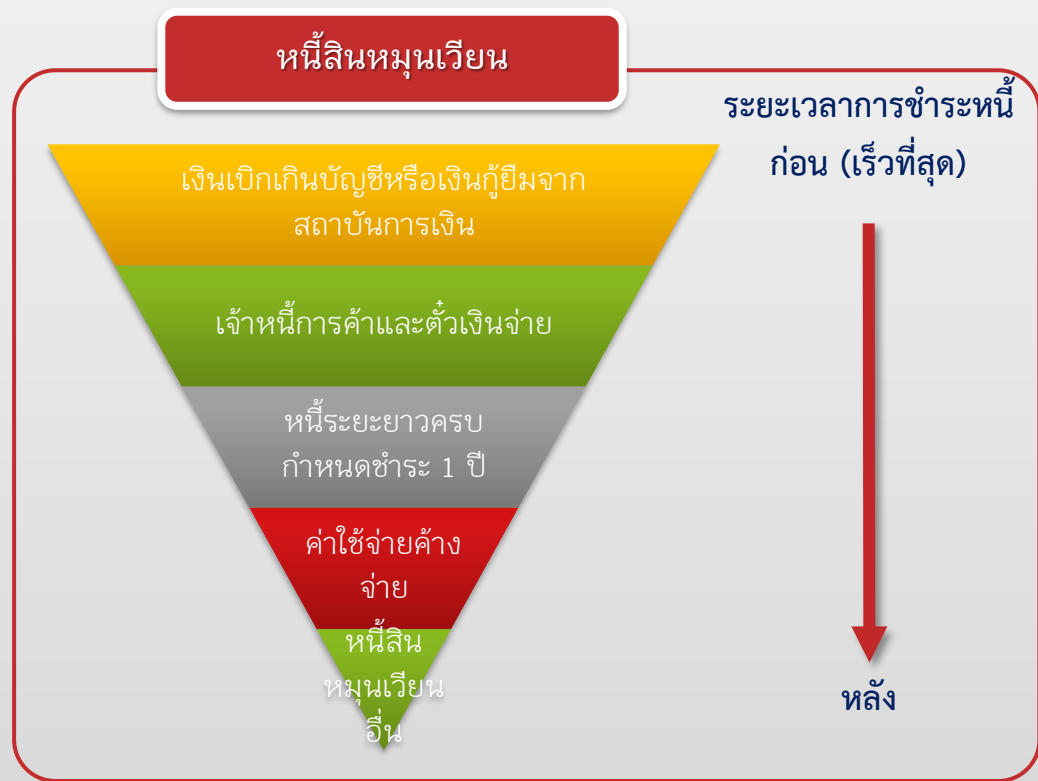 หนี้สินหมุนเวียน
ระยะเวลาการชำระหนี้
ก่อน (เร็วที่สุด)
เงินเบิกเกินบัญชีหรือเงินกู้ยืมจาก
สถาบันการเงิน
เจ้าหนี้การค้าและตั๋วเงินจ่าย
หนี้ระยะยาวครบ
กำหนดชำระ 1 ปี
ค่าใช้จ่ายค้าง
จ่าย
หนี้สิน
หมุนเวียน
อื่น
หลัง